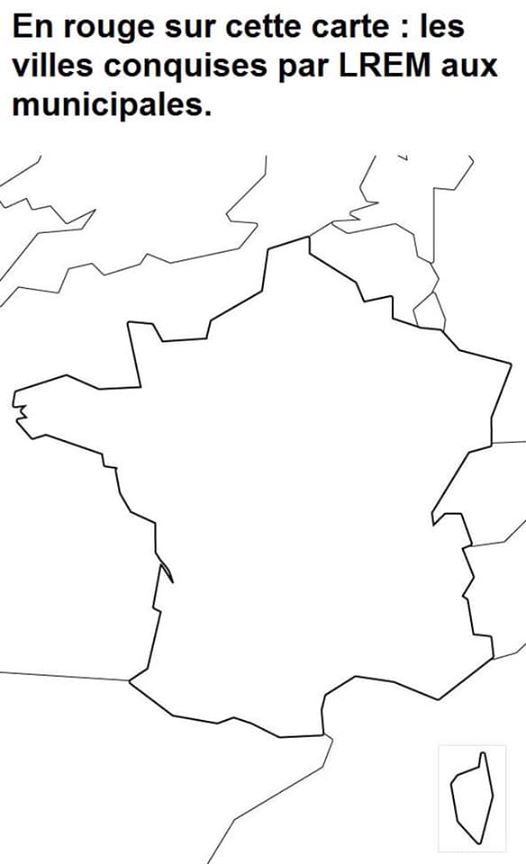 En rouge sur cette carte : les
villes conquises par LREM aux
municipales.